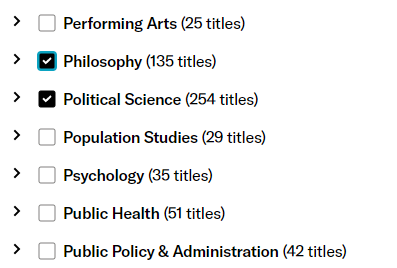 Performing Arts (25 titles)
Philosophy (135 titles)
Political Science (254 titles)
Population Studies (29 titles)
Psychology (35 titles)
Public Health (51 titles)
Public Policy & Administration (42 titles)